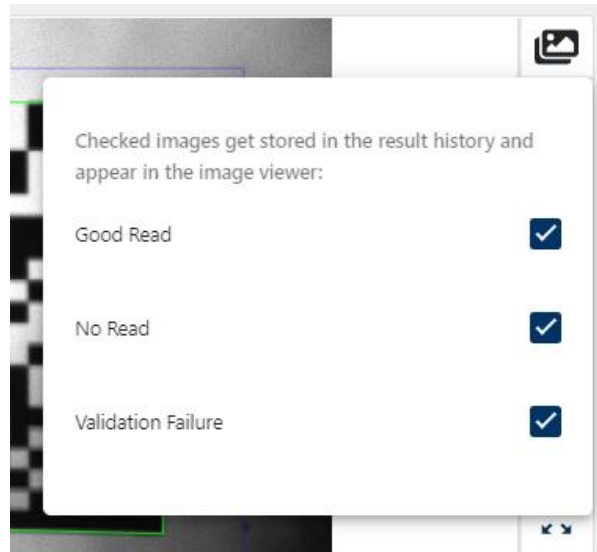 Checked images get stored in the result history and
appear in the image viewer:
Good Read
No Read
Validation Failure